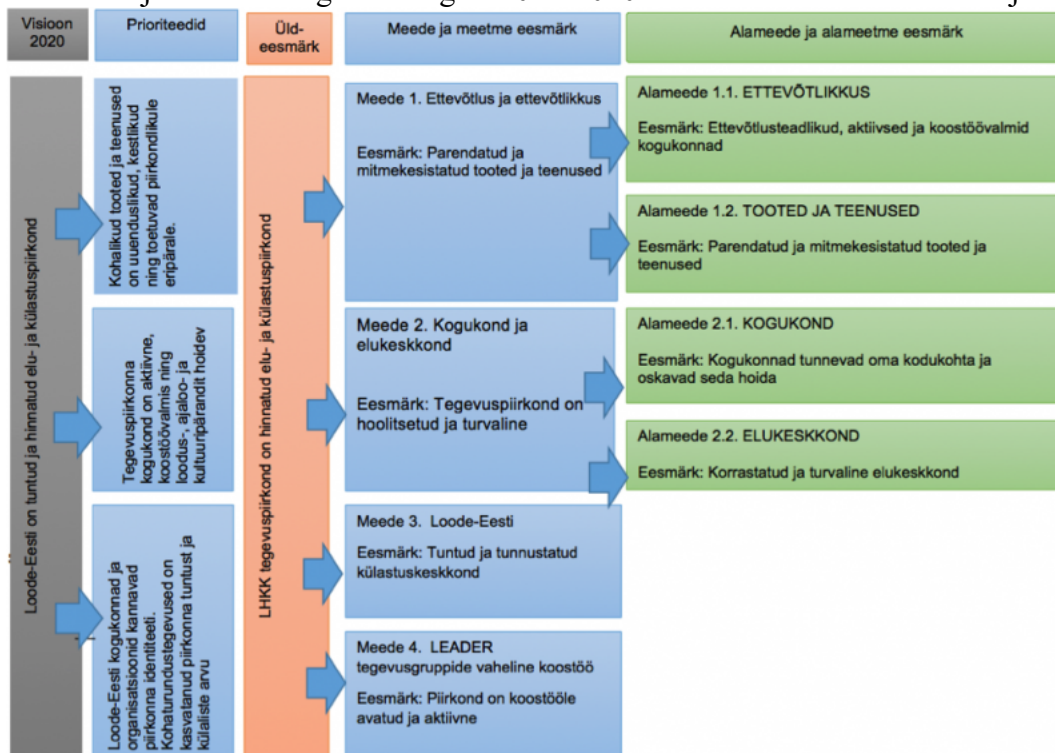 Visioon
2020
Prioriteedid
Üld-
eesmärk
Meede ja meetme eesmärk
Alameede ja alameetme eesmärk
Loode-Eesti on tuntud ja hinnatud elu- ja külastuspiirkond
Kohalikud tooted ja teenused
on uuenduslikud, kestlikud
ning toetuvad piirkondlikule
eripärale.
Tegevuspiirkonna
kogukond on aktiivne,
koostöövalmis ning
loodus-, ajaloo- ja
kultuuripärandit hoidev
Loode-Eesti kogukonnad ja
organisatsioonid kannavad
piirkonna identiteeti.
Kohaturundustegevused on
kasvatanud piirkonna tuntust ja
külaliste arvu
LHKK tegevuspiirkond on hinnatud elu- ja külastuspiirkond
Meede 1. Ettevõtlus ja ettevõtlikkus
Eesmärk: Parendatud ja
mitmekesistatud tooted ja teenused
Meede 2. Kogukond ja
elukeskkond
Eesmärk: Tegevuspiirkond on
hoolitsetud ja turvaline
Meede 3. Loode-Eesti
Eesmärk: Tuntud ja tunnustatud
külastuskeskkond
Meede 4. LEADER
tegevusgruppide vaheline koostöö
Eesmärk: Piirkond on koostööle
avatud ja aktiivne
Alameede 1.1. ETTEVÕTLIKKUS
Eesmärk: Ettevõtlusteadlikud, aktiivsed ja koostöövalmid
kogukonnad
Alameede 1.2. TOOTED JA TEENUSED
Eesmärk: Parendatud ja mitmekesistatud tooted ja
teenused
Alameede 2.1. KOGUKOND
Eesmärk: Kogukonnad tunnevad oma kodukohta ja
oskavad seda hoida
Alameede 2.2. ELUKESKKOND
Eesmärk: Korrastatud ja turvaline elukeskkond